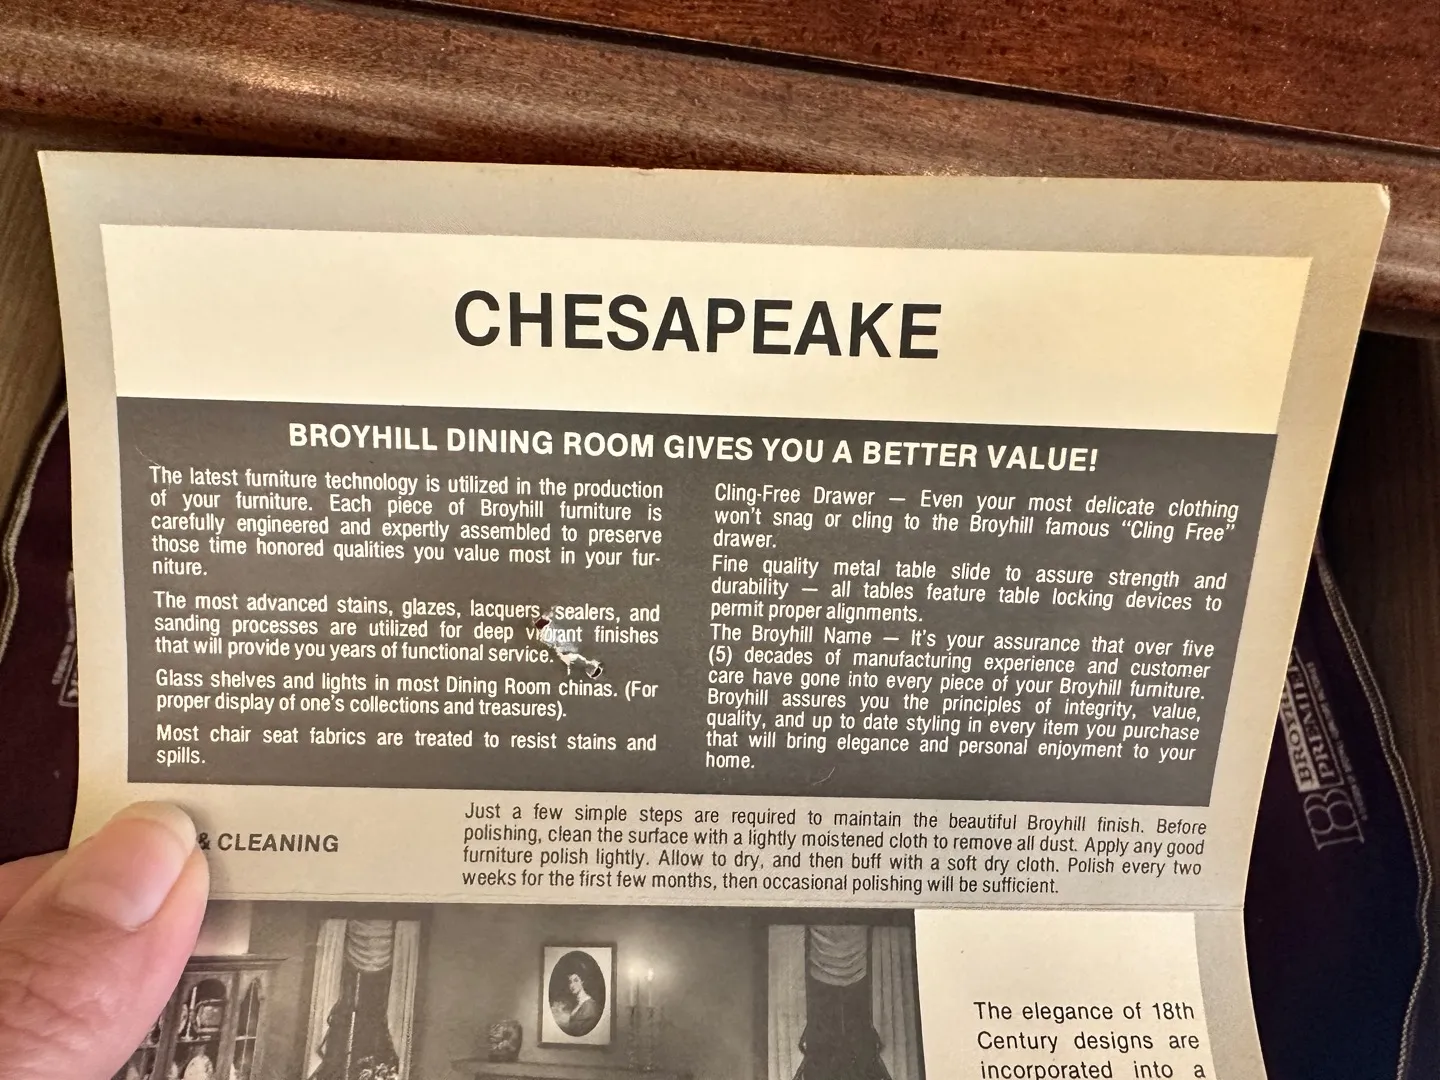 CHESAPEAKE
BROYHILL DINING ROOM GIVES YOU A BETTER VALUE!
The latest furniture technology is utilized in the production
of your furniture. Each piece of Broyhill furniture is
carefully engineered and expertly assembled to preserve
those time honored qualities you value most in your fur-
niture.
The most advanced stains, glazes, lacquers, sealers, and
sanding processes are utilized for deep vibrant finishes
that will provide you years of functional service.
Glass shelves and lights in most Dining Room chinas. (For
proper display of one's collections and treasures).
Most chair seat fabrics are treated to resist stains and
spills.
Cling-Free Drawer — Even your most delicate clothing
won't snag or cling to the Broyhill famous “Cling Free”
drawer.
Fine quality metal table slide to assure strength and
durability — all tables feature table locking devices to
permit proper alignments.
The Broyhill Name — It's your assurance that over five
(5) decades of manufacturing experience and customer
care have gone into every piece of your Broyhill furniture.
Broyhill assures you the principles of integrity, value,
quality, and up to date styling in every item you purchase
that will bring elegance and personal enjoyment to your
home.
& CLEANING
Just a few simple steps are required to maintain the beautiful Broyhill finish. Before
polishing, clean the surface with a lightly moistened cloth to remove all dust. Apply any good
furniture polish lightly. Allow to dry, and then buff with a soft dry cloth. Polish every two
weeks for the first few months, then occasional polishing will be sufficient.
The elegance of 18th
Century designs are
incorporated into a